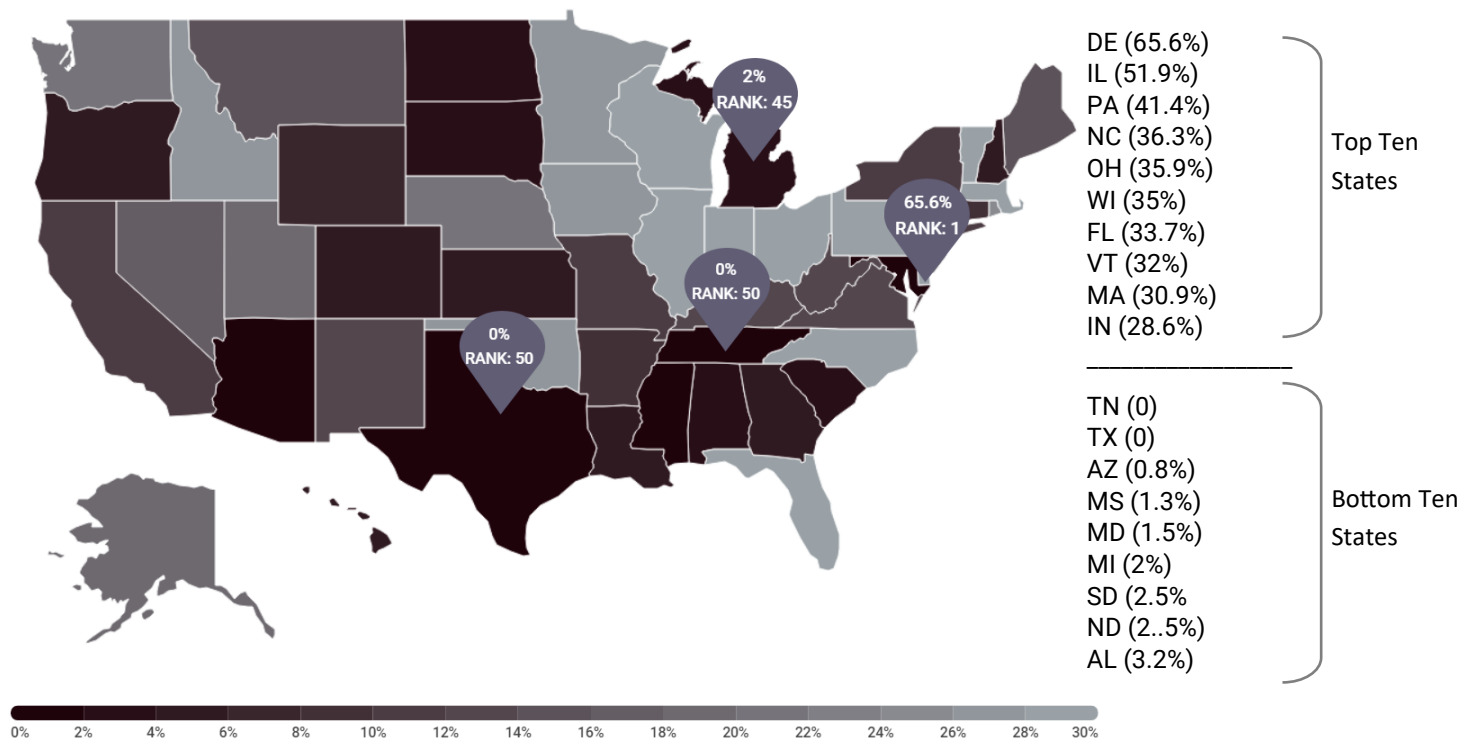 2%
RANK: 45
65.6%
RANK: 1
0%
RANK: 50
0%
RANK: 50
DE (65.6%)
IL (51.9%)
PA (41.4%)
NC (36.3%)
OH (35.9%)
WI (35%)
FL (33.7%)
VT (32%)
MA (30.9%)
IN (28.6%)
Top Ten
States
TN (0)
TX (0)
AZ (0.8%)
MS (1.3%)
MD (1.5%)
MI (2%)
SD (2.5%
ND (2..5%)
AL (3.2%)
Bottom Ten
States
0% 2% 4% 6% 8% 10% 12% 14% 16% 18% 20% 22% 24% 26% 28% 30%